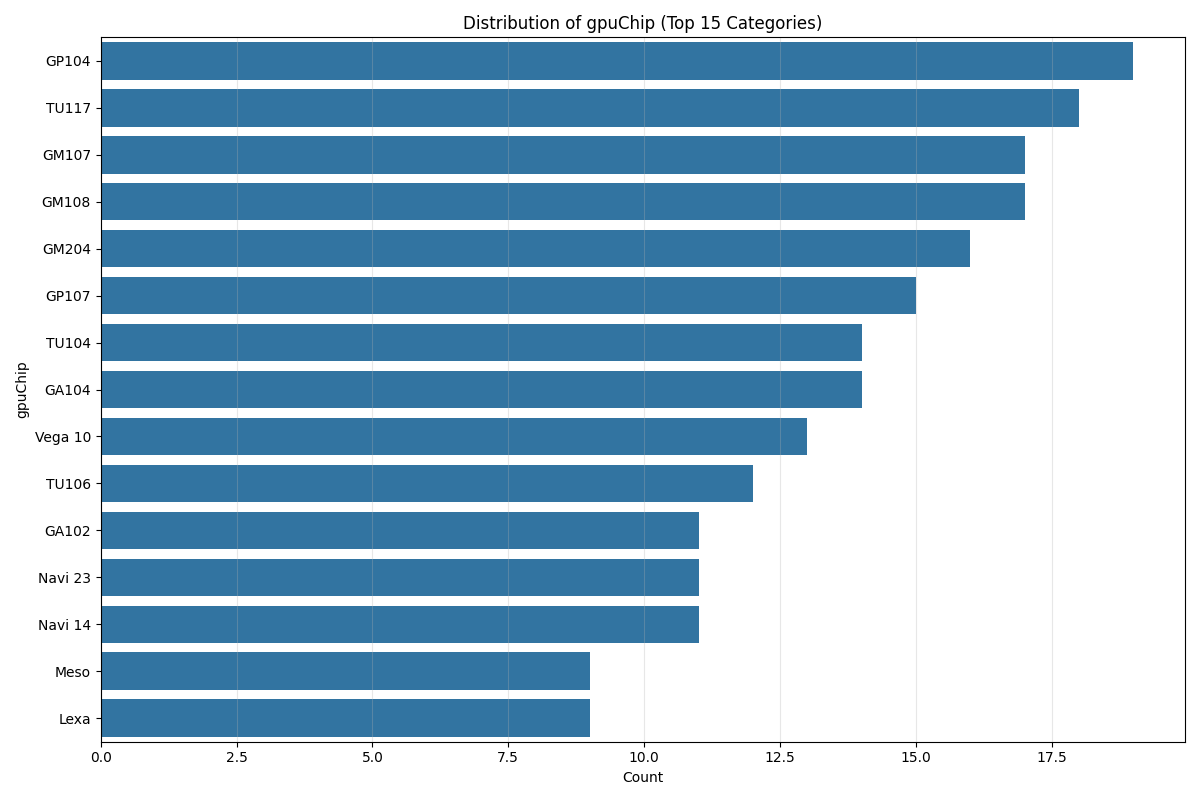 Distribution of gpuChip (Top 15 Categories)
GP104
TU117
GM107
GM108
GM204
GP107
TU104
GA104
Vega 10
TU106
GA102
Navi 23
Navi 14
Meso
Lexa
gpuChip
0.0 2.5 5.0 7.5 10.0 12.5 15.0 17.5
Count